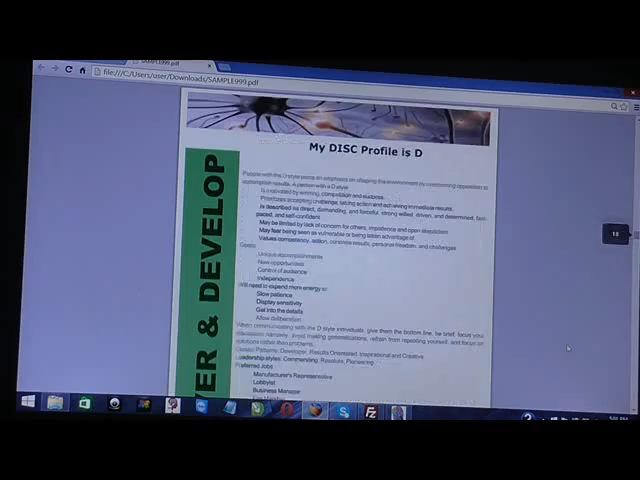 SAMPLE999.pdf
file:///C:/Users/user/Downloads/SAMPLE999.pdf
My DISC Profile is D
VER & DEVELOP
People with the D style place an emphasis on shaping the environment by overcoming opposition to
accomplish results. A person with a D style
Is motivated by winning, competition and success.
Prioritizes accepting challenge, taking action and achieving immediate results.
Is described as direct, demanding, and forceful, strong willed, driven, and determined, fast-
paced, and self-confident
May be limited by lack of concern for others, impatience and open skepticism
May fear being seen as vulnerable or being taken advantage of
Values competency, action, concrete results, personal freedom, and challenges
Goals:
Unique accomplishments
New opportunities
Control of audience
Independence
Will need to expend more energy to:
Show patience
Display sensitivity
Get into the details
Allow deliberation
When communicating with the D style individuals, give them the bottom line, be brief, focus your
discussion narrowly, avoid making generalizations, refrain from repeating yourself, and focus on
solutions rather than problems.
Classic Patterns: Developer, Results Oriented, Inspirational and Creative
Leadership styles: Commanding, Resolute, Pioneering
Preferred Jobs
Manufacturer's Representative
Lobbyist
Business Manager
18